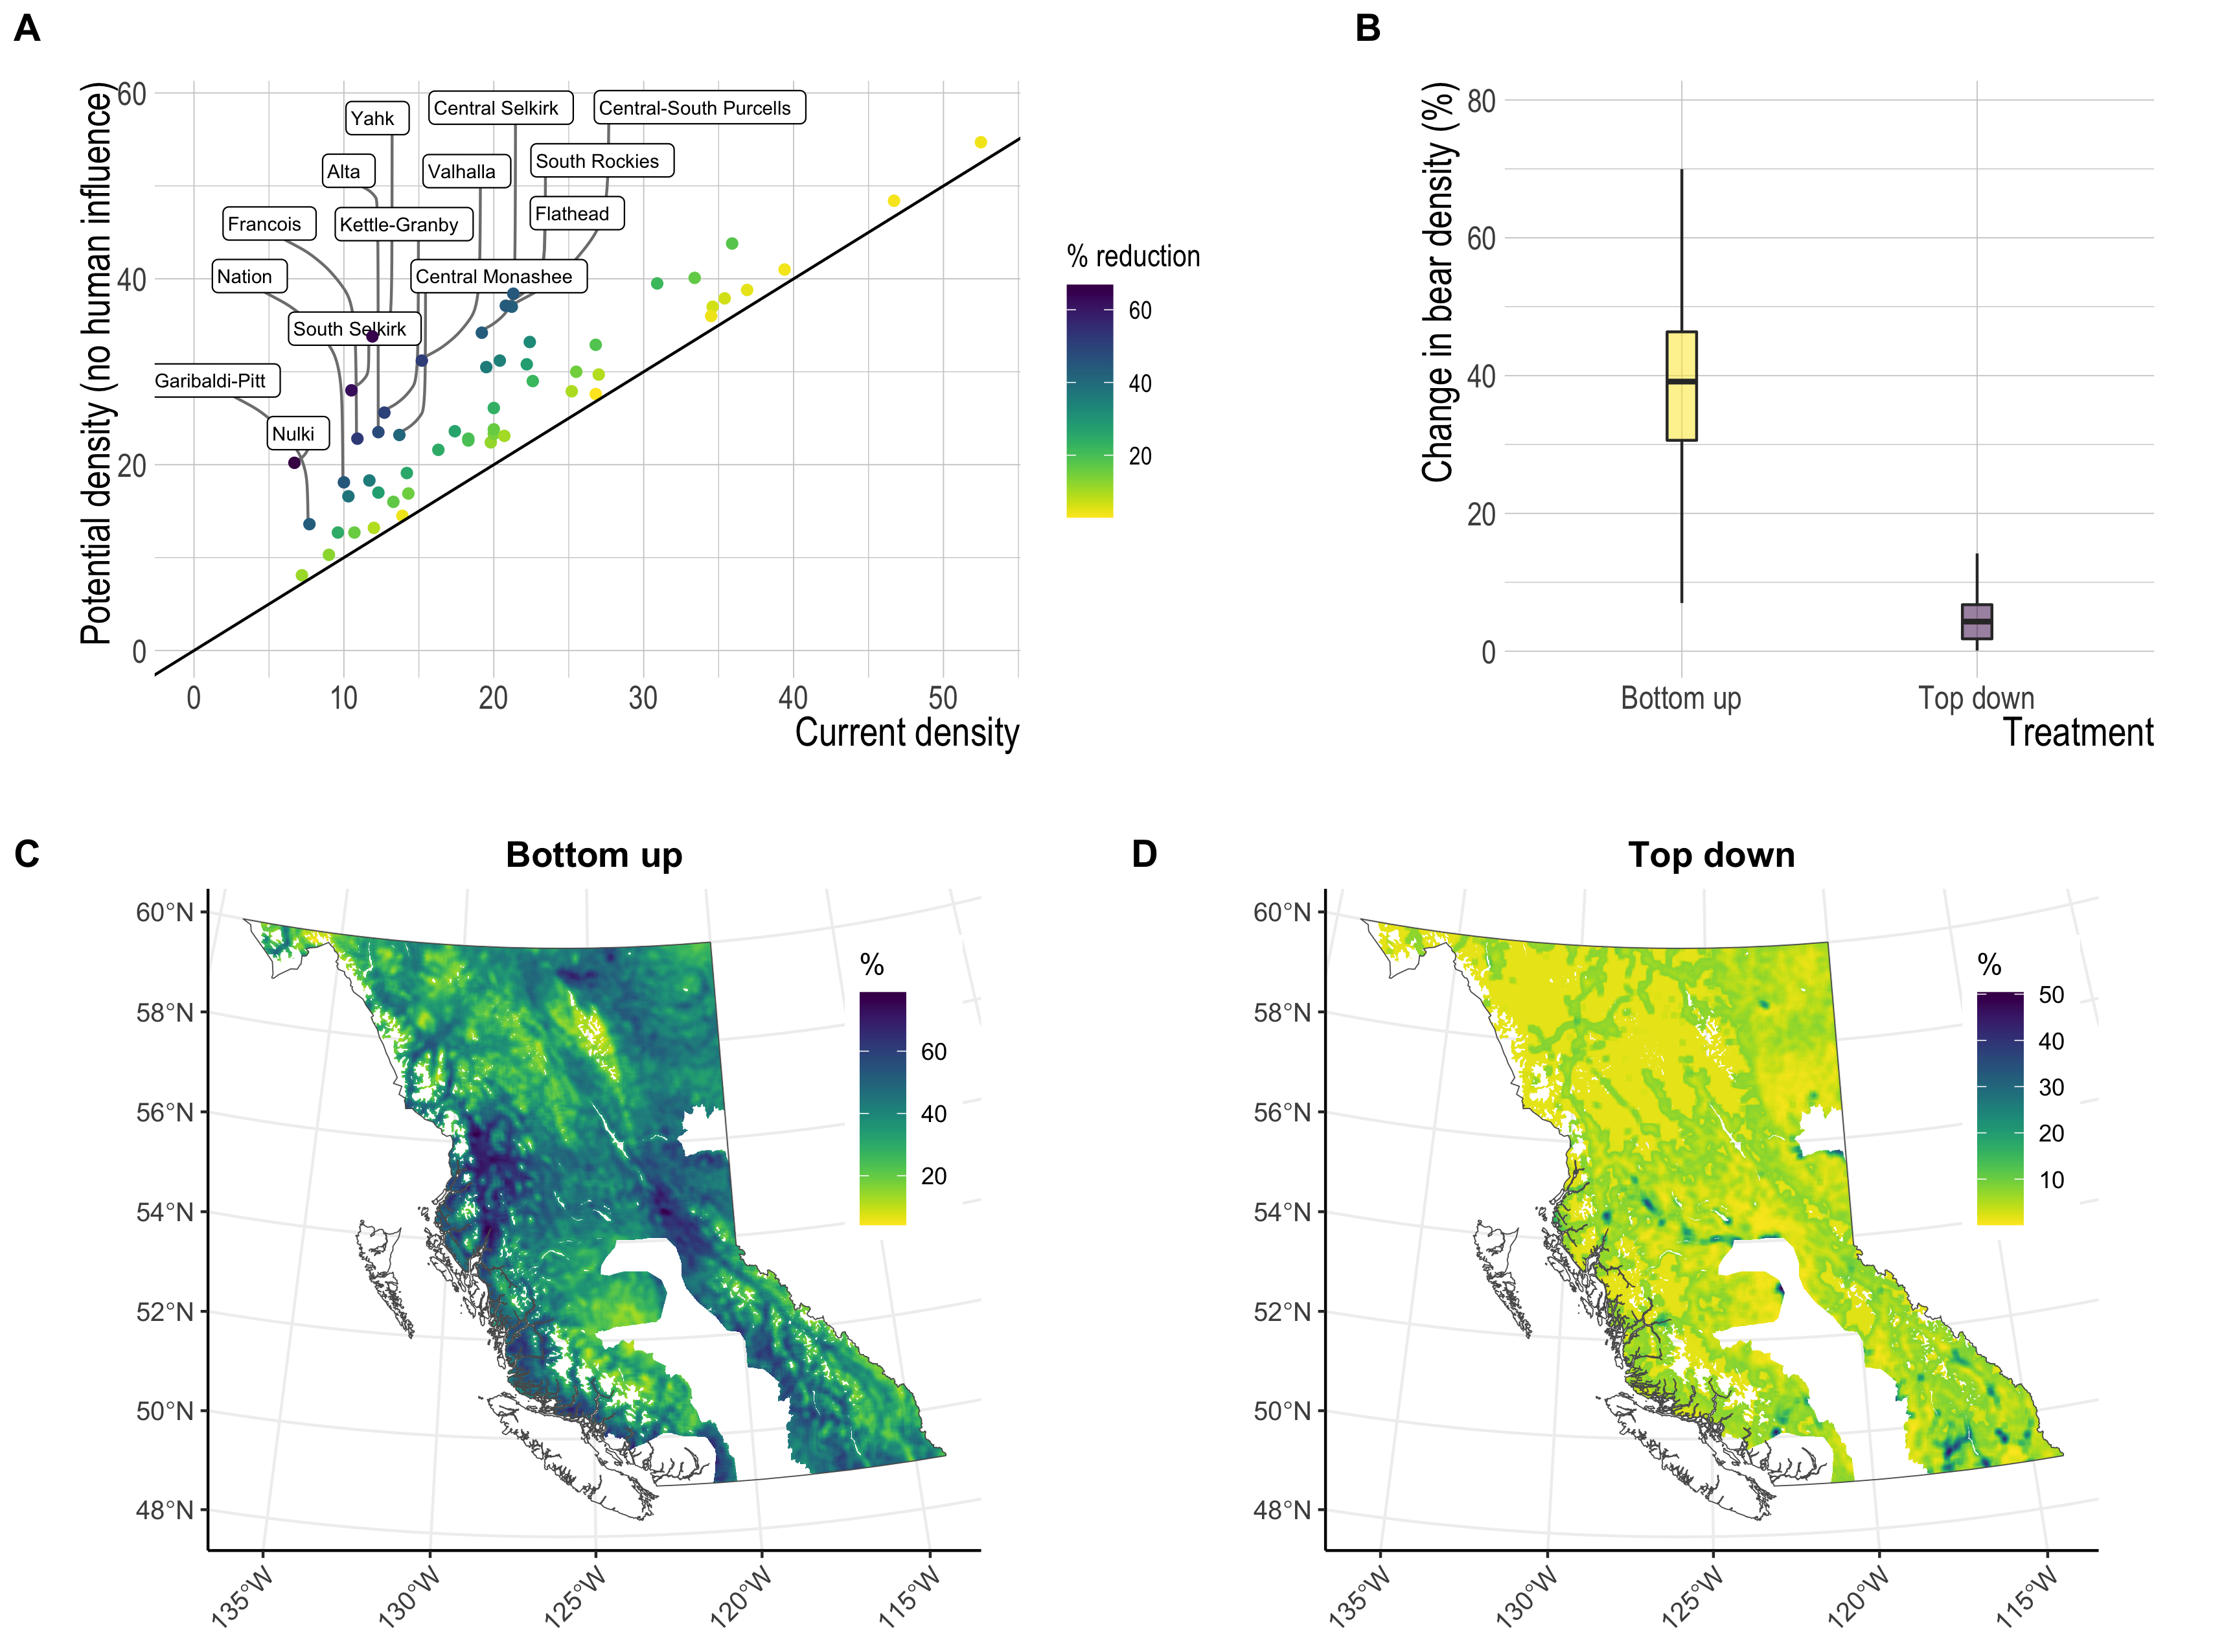 A
Potential density (no human influence)
60
40
20
0
Yahk
Central Selkirk
Central-South Purcells
Alta
Valhalla
South Rockies
Francois
Kettle-Granby
Flathead
Nation
Central Monashee
South Selkirk
Garibaldi-Pitt
Nulki
0 10 20 30 40 50
Current density
% reduction
60
40
20
B
Change in bear density (%)
80
60
40
20
0
Bottom up Top down
Treatment
C
Bottom up
60°N
58°N
56°N
54°N
52°N
50°N
48°N
135°W 130°W 125°W 120°W 115°W
%
60
40
20
D
Top down
60°N
58°N
56°N
54°N
52°N
50°N
48°N
135°W 130°W 125°W 120°W 115°W
%
50
40
30
20
10